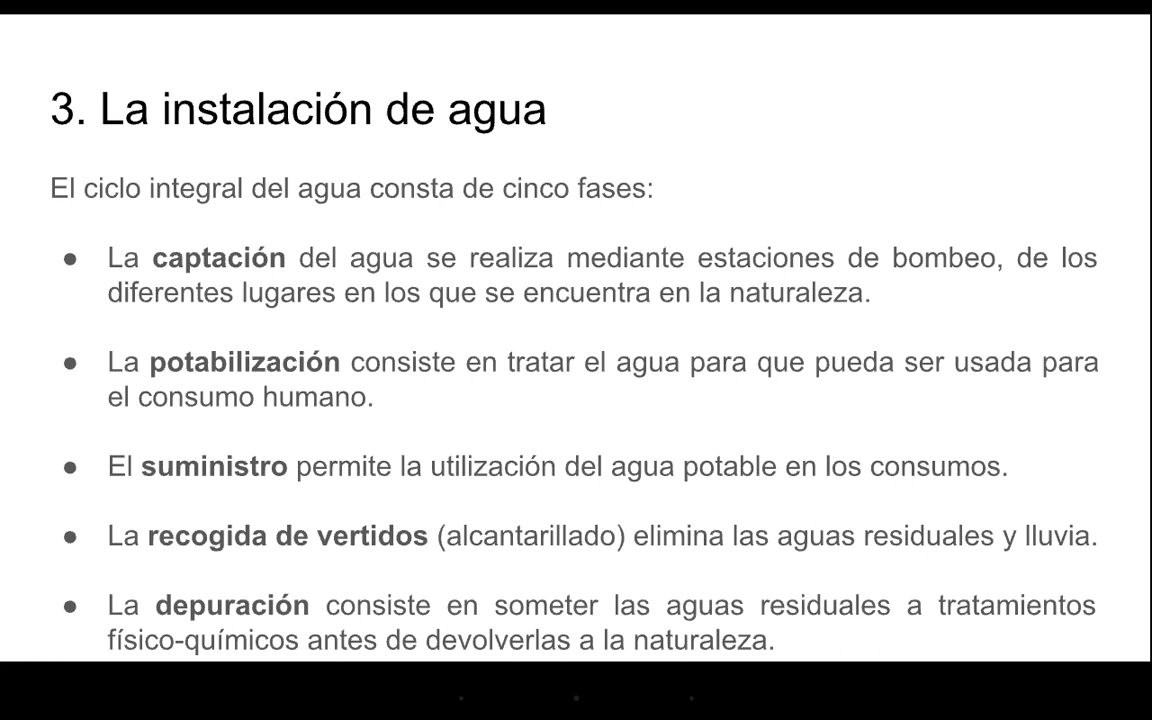 3. La instalación de agua
El ciclo integral del agua consta de cinco fases:
● La captación del agua se realiza mediante estaciones de bombeo, de los
diferentes lugares en los que se encuentra en la naturaleza.
● La potabilización consiste en tratar el agua para que pueda ser usada para
el consumo humano.
● El suministro permite la utilización del agua potable en los consumos.
● La recogida de vertidos (alcantarillado) elimina las aguas residuales y lluvia.
● La depuración consiste en someter las aguas residuales a tratamientos
físico-químicos antes de devolverlas a la naturaleza.